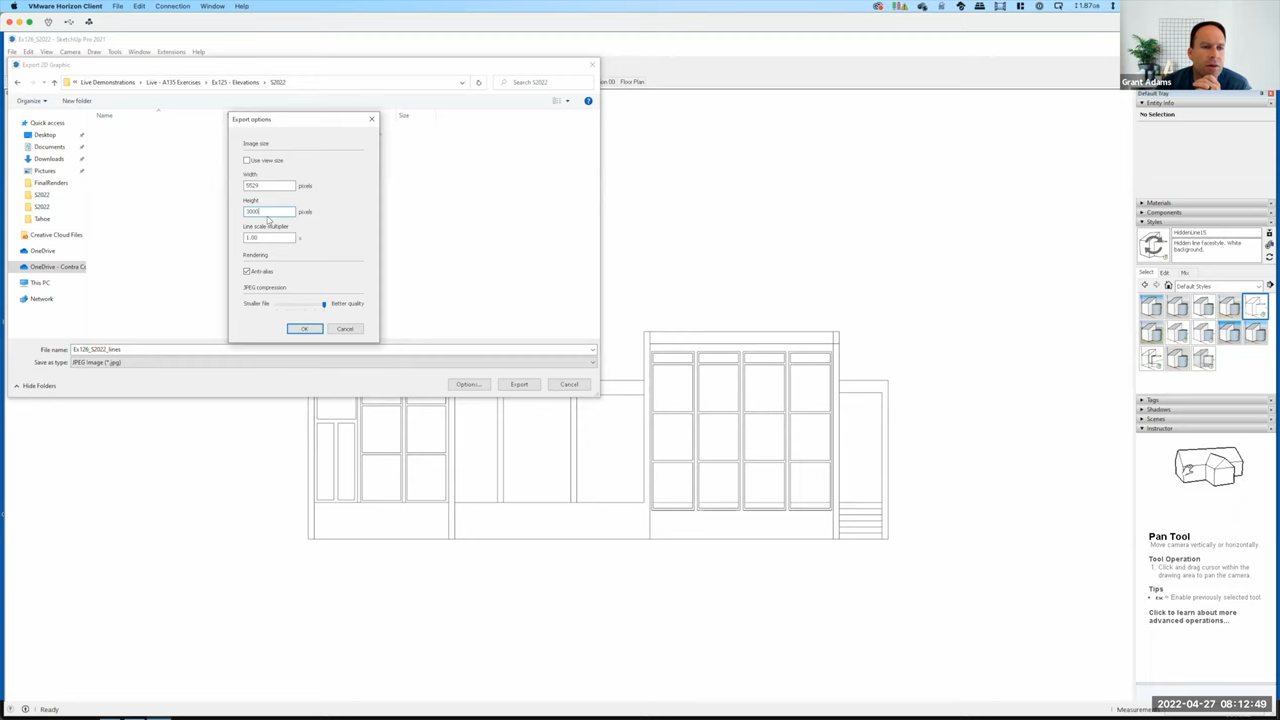 VMware Horizon Client File Edit Connection Window Help
1.87GB
Ex126_S2022 - SketchUp Pro 2021
File Edit View Camera Draw Tools Window Extensions Help
Export 2D Graphic
Live Demonstrations > Live - A135 Exercises > Ex125 - Elevations > S2022
Search S2022
Floor Plan
Organize
New folder
Name
Size
Quick access
Desktop
Documents
Downloads
Pictures
FinalRenders
S2022
S2022
Tahoe
Creative Cloud Files
OneDrive
OneDrive - Contra Co
This PC
Network
Export options
Image size
Use view size
Width
5529 pixels
Height
3000 pixels
Line scale multiplier
1.00 x
Rendering
Anti-alias
JPEG compression
Smaller file
Better quality
OK
Cancel
File name: Ex126_S2022_lines
Save as type: JPEG Image (*.jpg)
Hide Folders
Options...
Export
Cancel
Grant Adams
Default Tray
Entity Info
No Selection
Materials
Components
Styles
HiddenLine15
Hidden line facestyle. White background.
Select Edit Mix
Default Styles
Tags
Shadows
Scenes
Instructor
Pan Tool
Move camera vertically or horizontally.
Tool Operation
1. Click and drag cursor within the
drawing area to pan the camera.
Tips
Esc = Enable previously selected tool.
Click to learn about more
advanced operations...
Ready
Measurements
2022-04-27 08:12:49